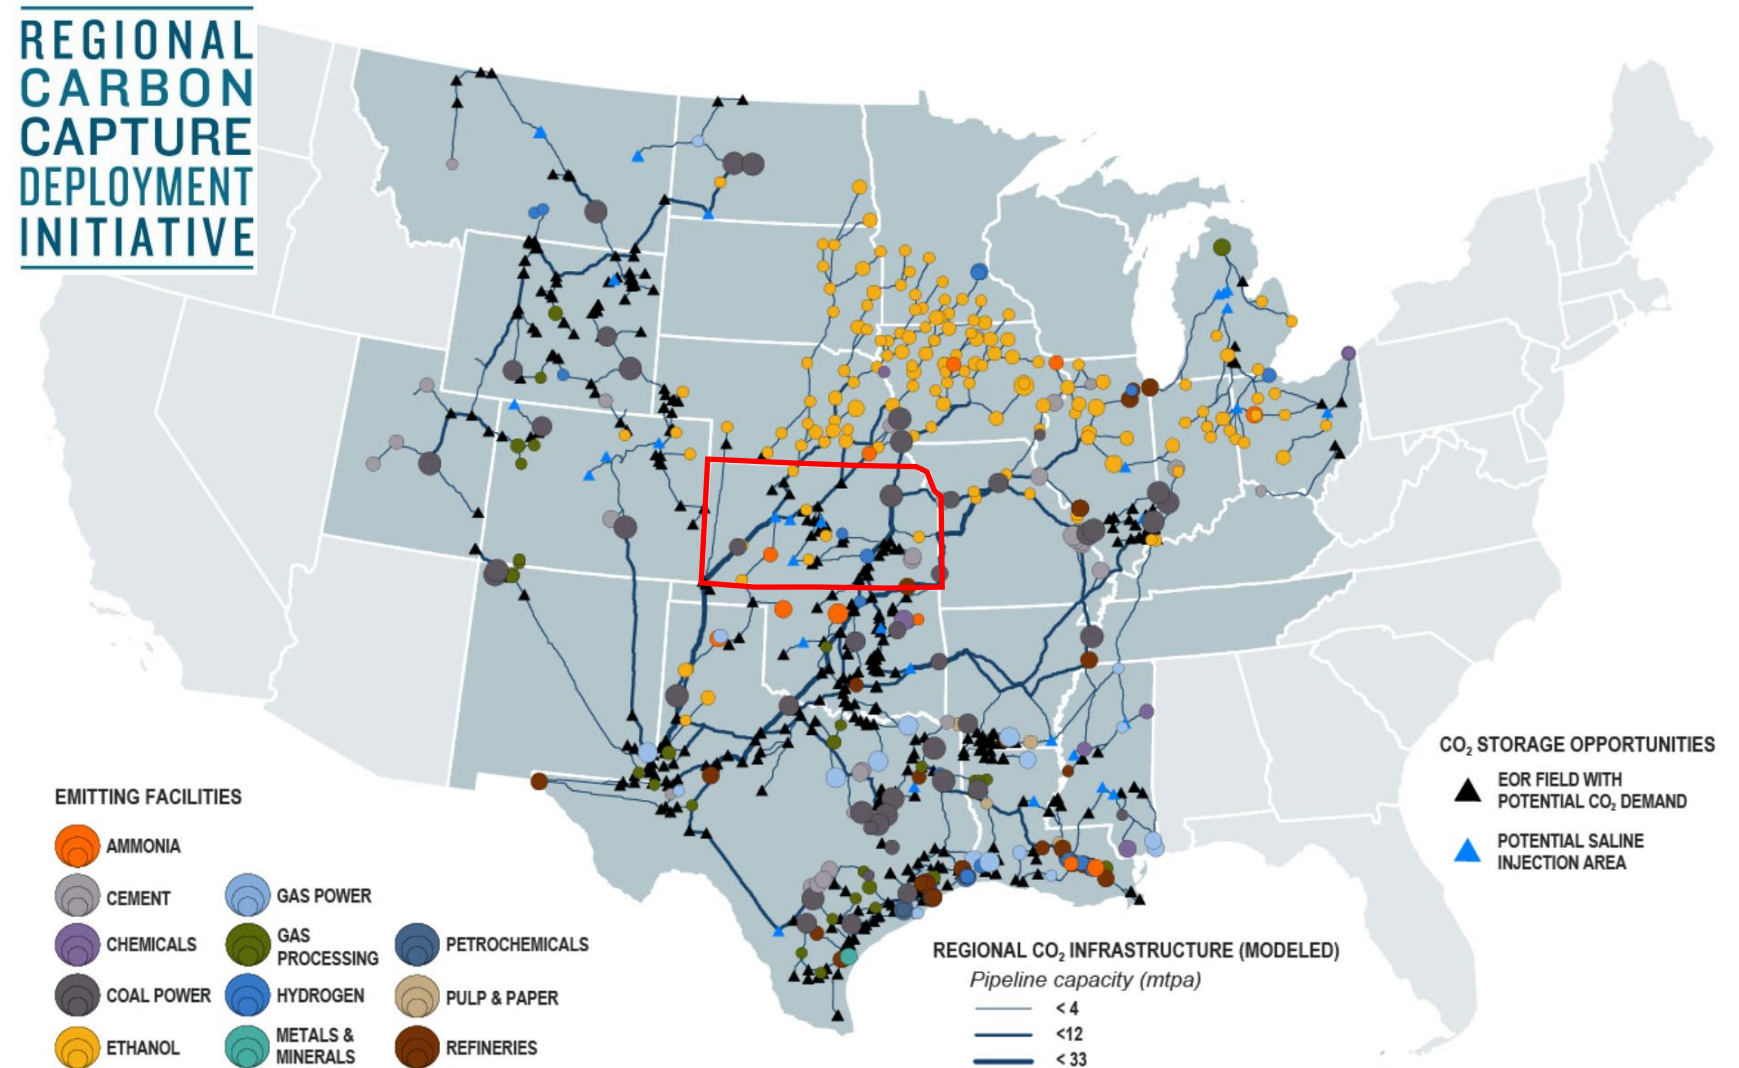 REGIONAL
CARBON
CAPTURE
DEPLOYMENT
INITIATIVE
EMITTING FACILITIES
AMMONIA
CEMENT
CHEMICALS
COAL POWER
ETHANOL
GAS POWER
GAS
PROCESSING
HYDROGEN
METALS &
MINERALS
PETROCHEMICALS
PULP & PAPER
REFINERIES
REGIONAL CO₂ INFRASTRUCTURE (MODELED)
Pipeline capacity (mtpa)
< 4
<12
< 33
CO₂ STORAGE OPPORTUNITIES
EOR FIELD WITH
POTENTIAL CO₂ DEMAND
POTENTIAL SALINE
INJECTION AREA